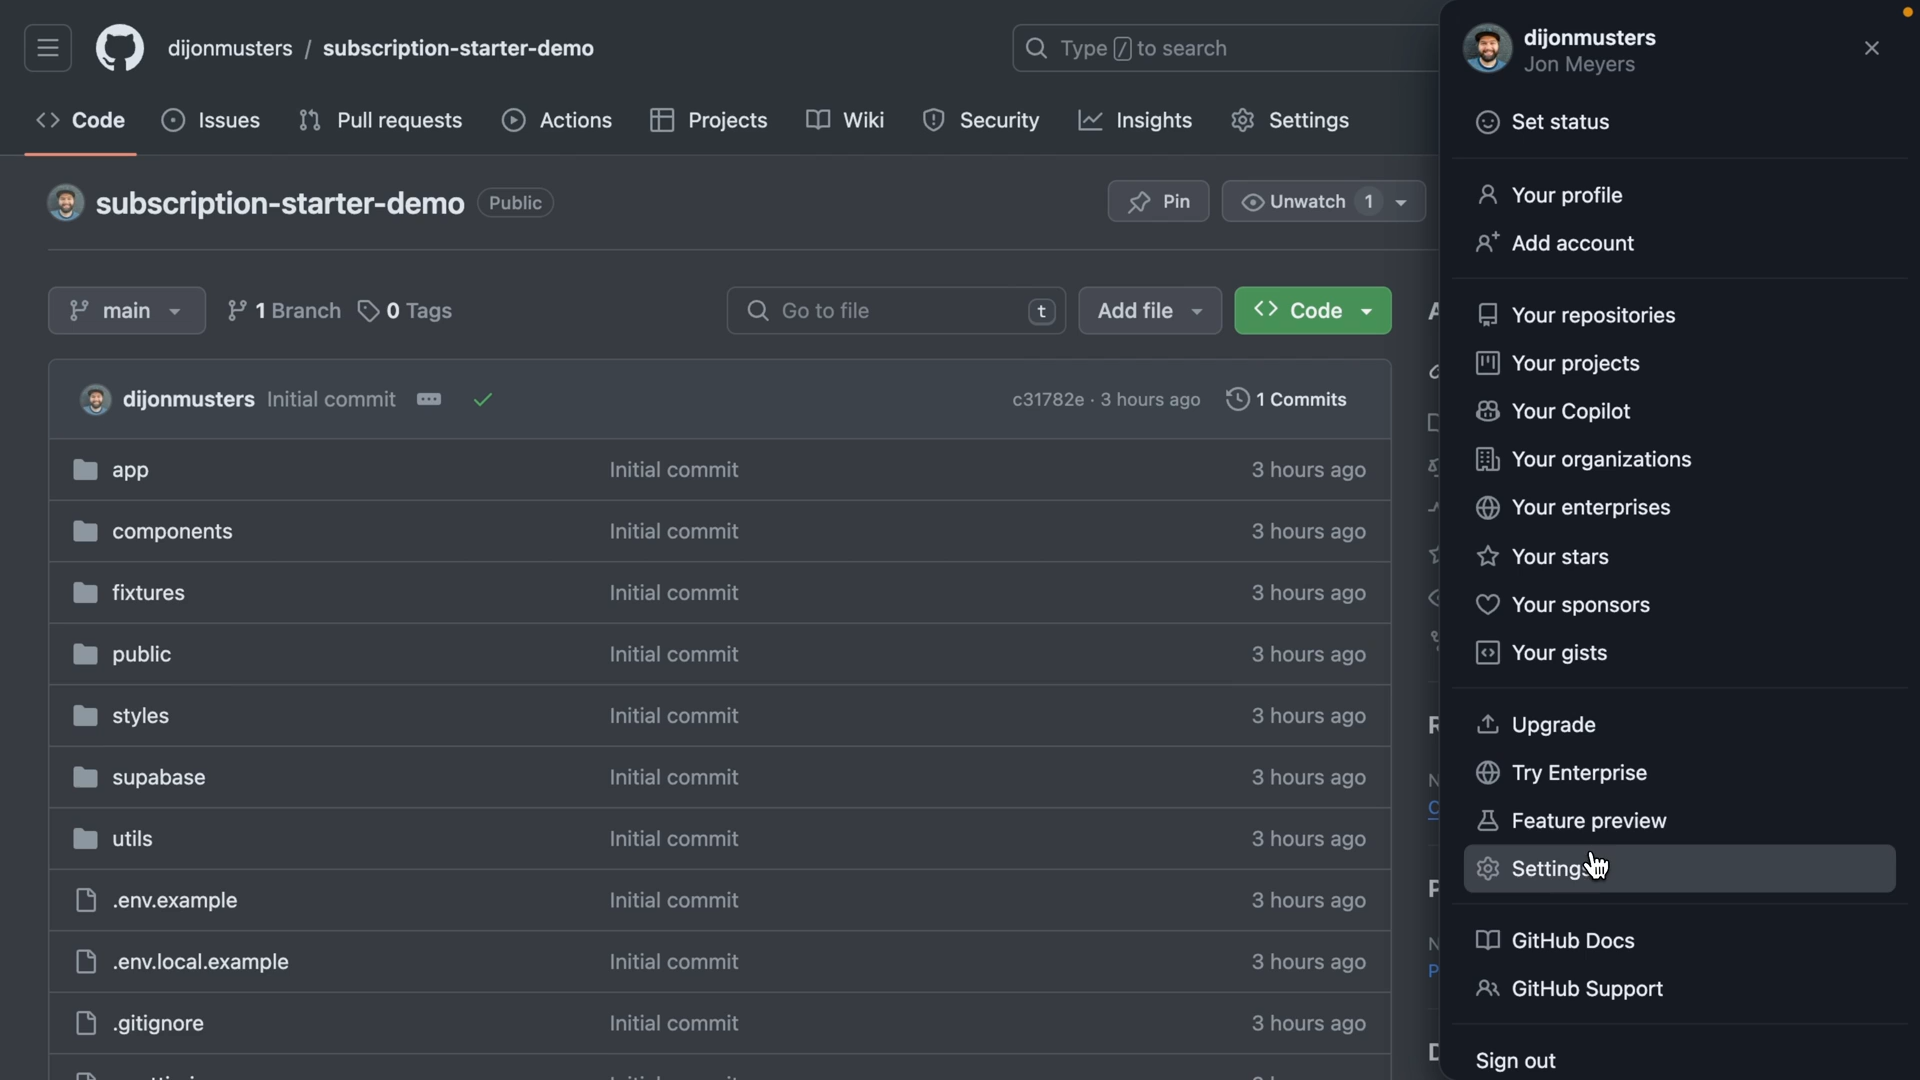 dijonmusters / subscription-starter-demo
Type / to search
Code Issues Pull requests Actions Projects Wiki Security Insights Settings
subscription-starter-demo Public
Pin Unwatch 1
main 1 Branch 0 Tags Go to file t Add file Code
dijonmusters Initial commit c31782e · 3 hours ago 1 Commits
app Initial commit 3 hours ago
components Initial commit 3 hours ago
fixtures Initial commit 3 hours ago
public Initial commit 3 hours ago
styles Initial commit 3 hours ago
supabase Initial commit 3 hours ago
utils Initial commit 3 hours ago
.env.example Initial commit 3 hours ago
.env.local.example Initial commit 3 hours ago
.gitignore Initial commit 3 hours ago
dijonmusters
Jon Meyers
Set status
Your profile
Add account
Your repositories
Your projects
Your Copilot
Your organizations
Your enterprises
Your stars
Your sponsors
Your gists
Upgrade
Try Enterprise
Feature preview
Settings
GitHub Docs
GitHub Support
Sign out